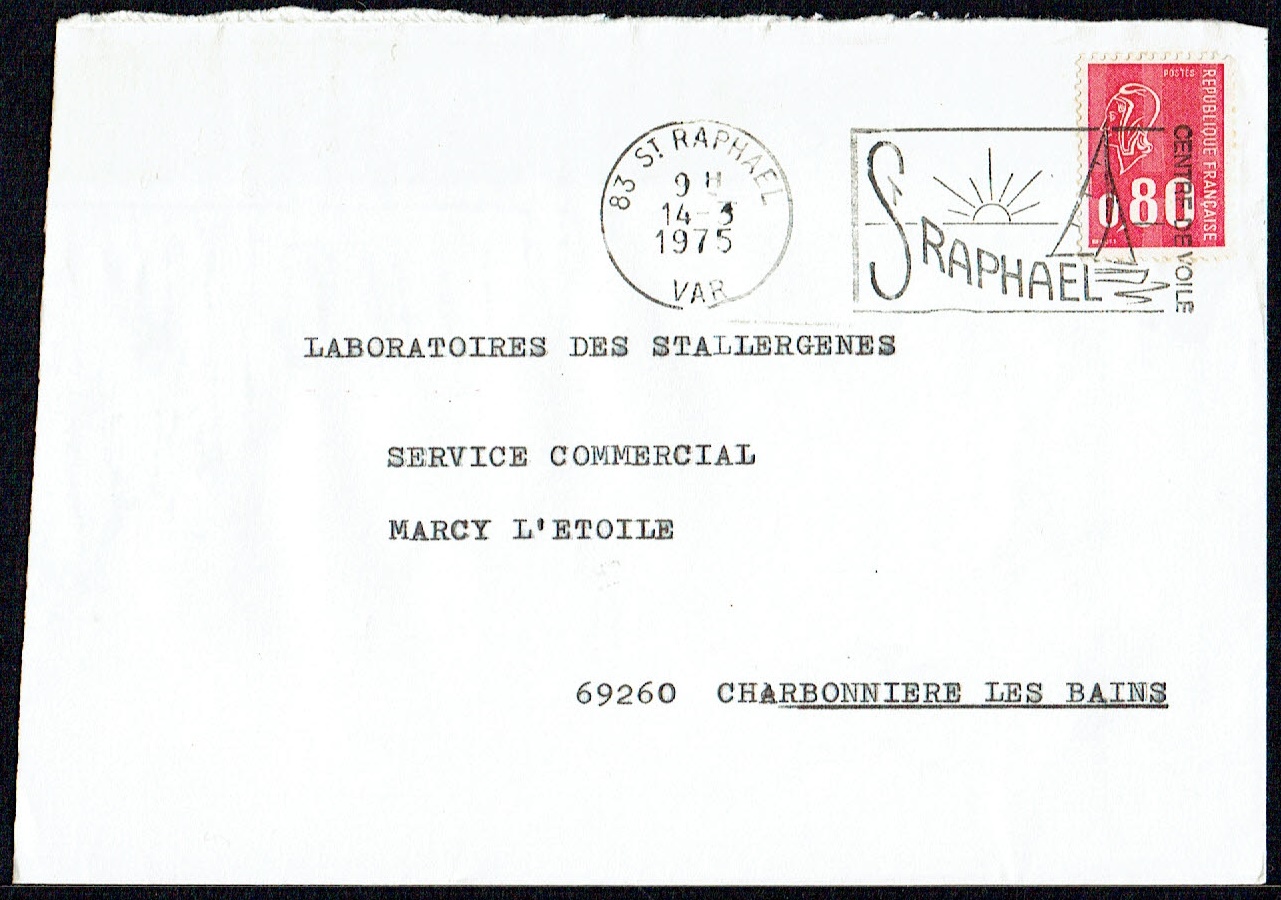 POSTES
REPUBLIQUE FRANÇAISE
0,80
83 ST RAPHAEL
9 H
14-3
1975
VAR
ST RAPHAEL
CENTRE DE VOILE
LABORATOIRES DES STALLERGENES
SERVICE COMMERCIAL
MARCY L'ETOILE
69260 CHARBONNIERE LES BAINS